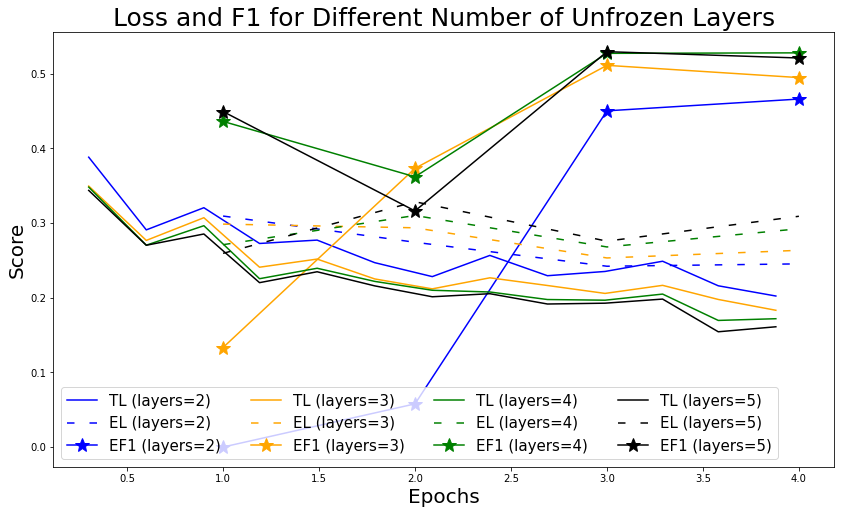 Loss and F1 for Different Number of Unfrozen Layers
Score
0.5
0.4
0.3
0.2
0.1
0.0
TL (layers=2) TL (layers=3) TL (layers=4) TL (layers=5)
EL (layers=2) EL (layers=3) EL (layers=4) EL (layers=5)
EF1 (layers=2) EF1 (layers=3) EF1 (layers=4) EF1 (layers=5)
0.5 1.0 1.5 2.0 2.5 3.0 3.5 4.0
Epochs